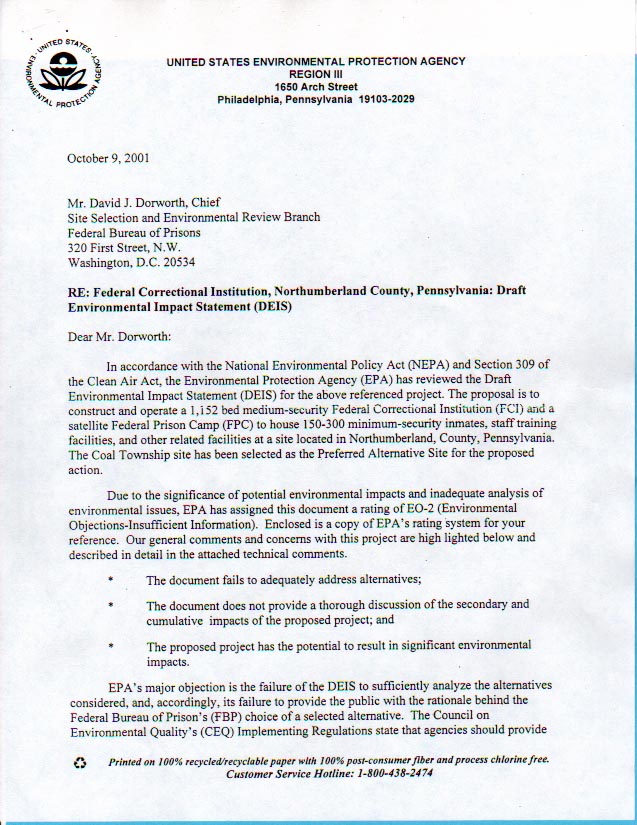 UNITED STATES ENVIRONMENTAL PROTECTION AGENCY
UNITED STATES ENVIRONMENTAL PROTECTION AGENCY
REGION III
1650 Arch Street
Philadelphia, Pennsylvania 19103-2029
October 9, 2001
Mr. David J. Dorworth, Chief
Site Selection and Environmental Review Branch
Federal Bureau of Prisons
320 First Street, N.W.
Washington, D.C. 20534
RE: Federal Correctional Institution, Northumberland County, Pennsylvania: Draft
Environmental Impact Statement (DEIS)
Dear Mr. Dorworth:
In accordance with the National Environmental Policy Act (NEPA) and Section 309 of
the Clean Air Act, the Environmental Protection Agency (EPA) has reviewed the Draft
Environmental Impact Statement (DEIS) for the above referenced project. The proposal is to
construct and operate a 1,152 bed medium-security Federal Correctional Institution (FCI) and a
satellite Federal Prison Camp (FPC) to house 150-300 minimum-security inmates, staff training
facilities, and other related facilities at a site located in Northumberland, County, Pennsylvania.
The Coal Township site has been selected as the Preferred Alternative Site for the proposed
action.
Due to the significance of potential environmental impacts and inadequate analysis of
environmental issues, EPA has assigned this document a rating of EO-2 (Environmental
Objections-Insufficient Information). Enclosed is a copy of EPA's rating system for your
reference. Our general comments and concerns with this project are high lighted below and
described in detail in the attached technical comments.
* The document fails to adequately address alternatives;
* The document does not provide a thorough discussion of the secondary and
cumulative impacts of the proposed project; and
* The proposed project has the potential to result in significant environmental
impacts.
EPA's major objection is the failure of the DEIS to sufficiently analyze the alternatives
considered, and, accordingly, its failure to provide the public with the rationale behind the
Federal Bureau of Prison's (FBP) choice of a selected alternative. The Council on
Environmental Quality's (CEQ) Implementing Regulations state that agencies should provide
Printed on 100% recycled/recyclable paper with 100% post-consumer fiber and process chlorine free.
Customer Service Hotline: 1-800-438-2474